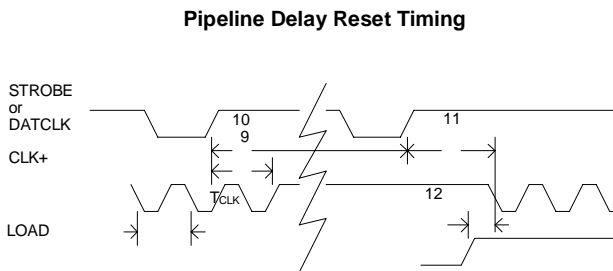 Pipeline Delay Reset Timing
STROBE
or
DATCLK
10
11
9
CLK+
TCLK
12
LOAD